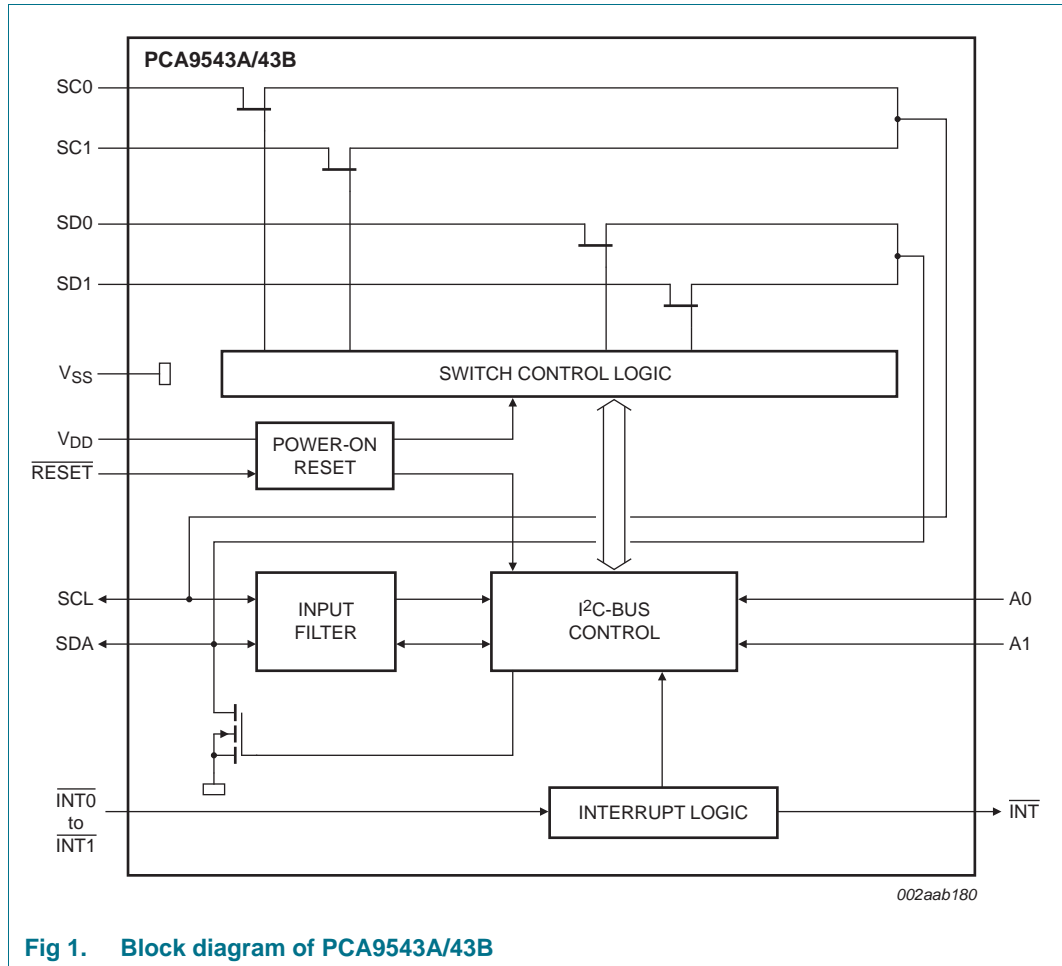 PCA9543A/43B
SC0
SC1
SD0
SD1
VSS
SWITCH CONTROL LOGIC
VDD
POWER-ON
RESET
RESET
SCL
INPUT
FILTER
I2C-BUS
CONTROL
A0
SDA
A1
INT0
to
INT1
INTERRUPT LOGIC
INT
002aab180
Fig 1. Block diagram of PCA9543A/43B